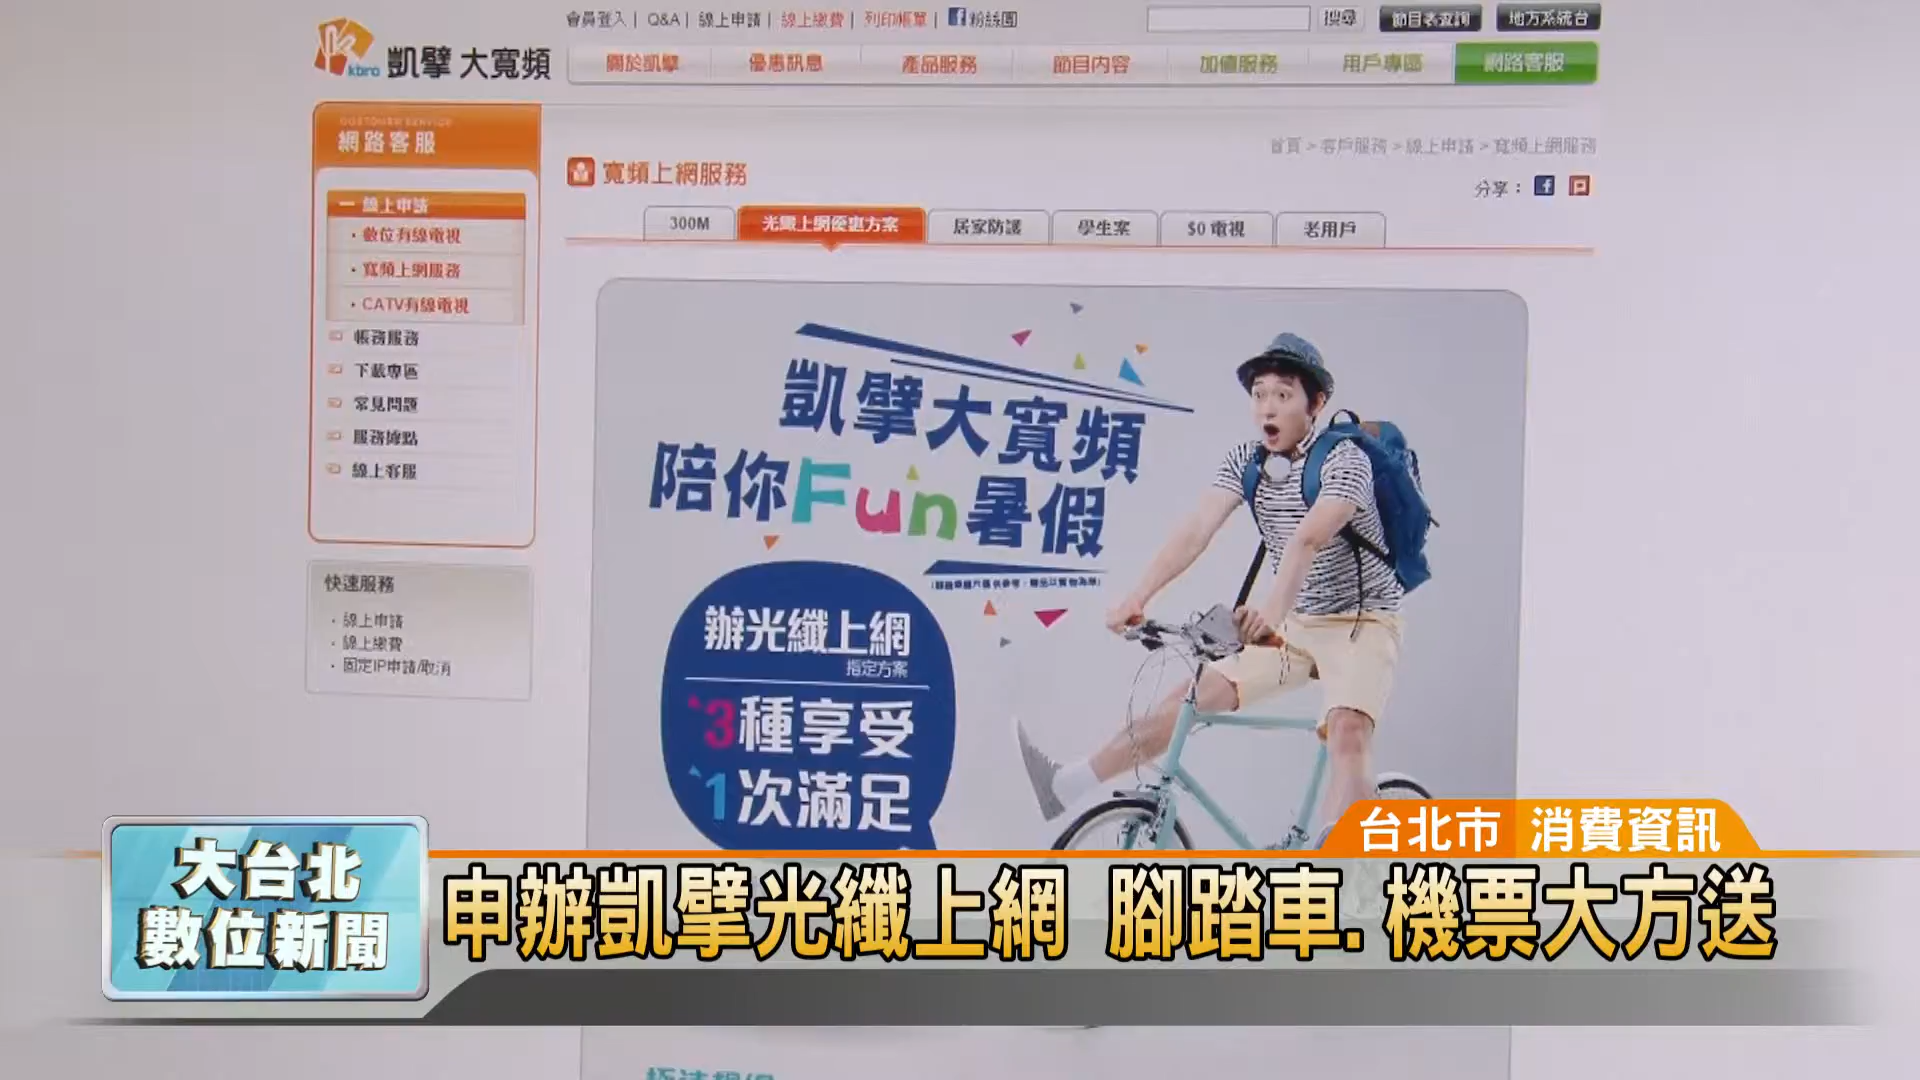 kbro 凱擘 大寬頻
會員登入 | Q&A | 線上申請 | 線上繳費 | 列印帳單 | 粉絲團
搜尋 節目表查詢 地方系統台
關於凱擘 優惠訊息 產品服務 節目內容 加值服務 用戶專區 網路客服
CUSTOMER SERVICE
網路客服
首頁 > 客戶服務 > 線上申請 > 寬頻上網服務
寬頻上網服務
分享：
300M 光纖上網優惠方案 居家防護 學生案 $0 電視 老用戶
線上申請
數位有線電視
寬頻上網服務
CATV有線電視
帳務服務
下載專區
常見問題
服務據點
線上客服
快速服務
線上申請
線上繳費
固定IP申請/取消
凱擘大寬頻
陪你Fun暑假
辦光纖上網
指定方案
3種享受
1次滿足
台北市 消費資訊
大台北
數位新聞
申辦凱擘光纖上網 腳踏車.機票大方送